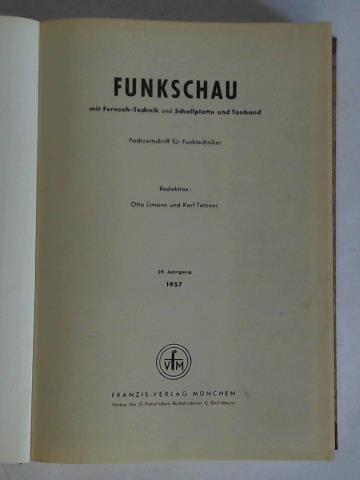 FUNKSCHAU
mit Fernseh-Technik und Schallplatte und Tonband
Fachzeitschrift für Funktechniker
Redaktion:
Otto Limann und Karl Tetzner
29. Jahrgang
1957
fVM
FRANZIS-VERLAG MÜNCHEN
Verlag der G. Franz'schen Buchdruckerei G. Emil Mayer